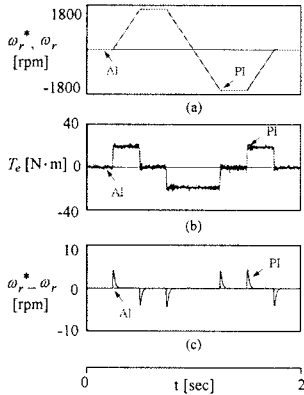 1800
ωᵣ*, ωᵣ
[rpm]
AI
PI
-1800
(a)
40
PI
Tₑ [N·m] 0
AI
-40
(b)
10
PI
ωᵣ* - ωᵣ
0
[rpm]
AI
-10
(c)
0 2
t [sec]